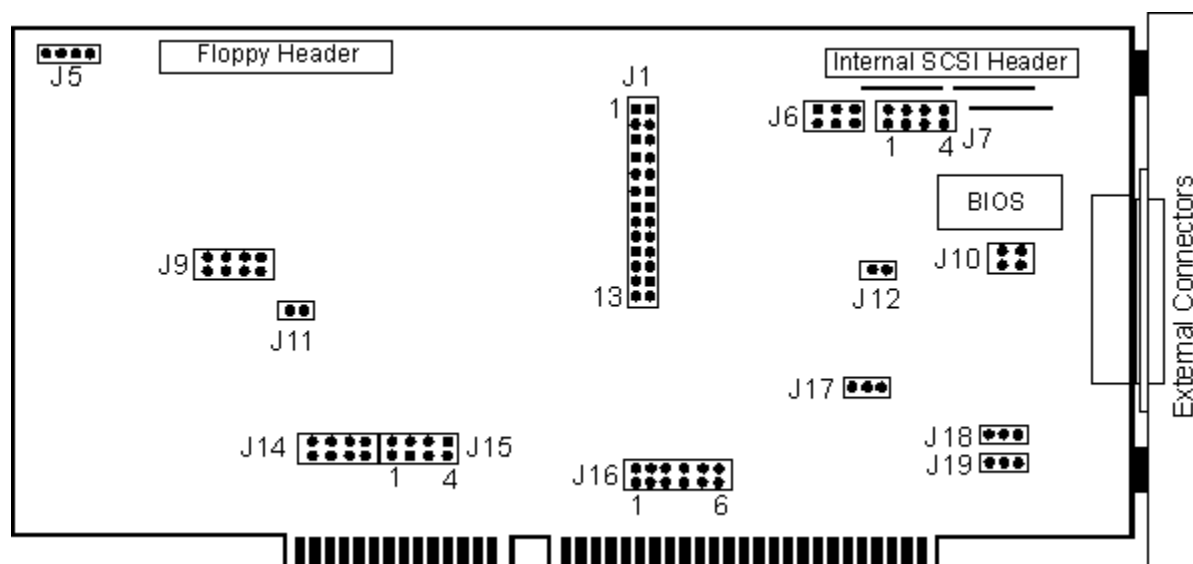 Floppy Header
Internal SCSI Header
J5
J1
1
J6
1
4
J7
BIOS
External Connectors
J9
J10
J12
13
J11
J17
J14
J15
1
4
J18
J19
J16
1
6